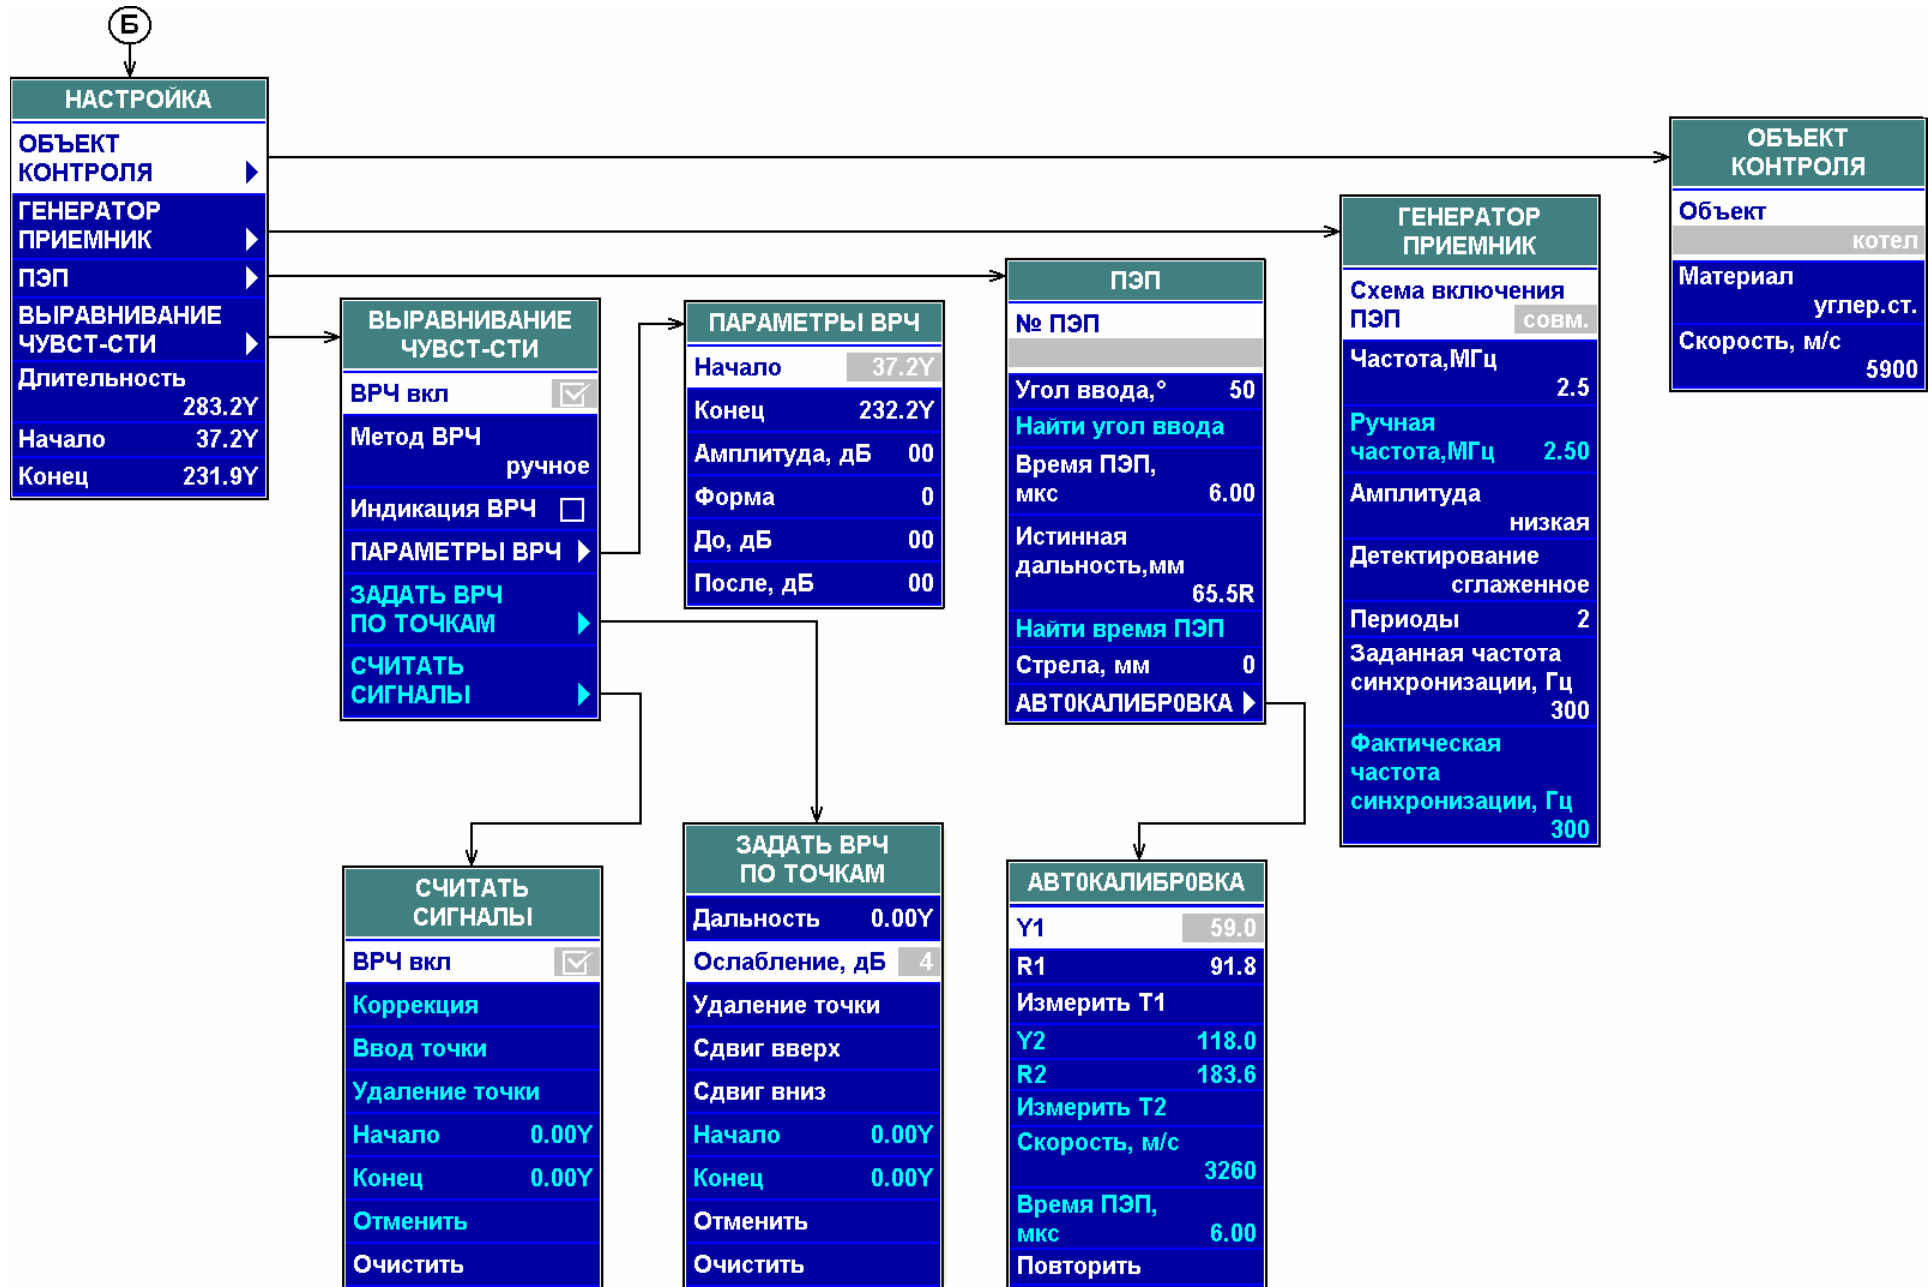 Б
НАСТРОЙКА
ОБЪЕКТ
КОНТРОЛЯ
ГЕНЕРАТОР
ПРИЕМНИК
ПЭП
ВЫРАВНИВАНИЕ
ЧУВСТ-СТИ
Длительность
283.2Y
Начало 37.2Y
Конец 231.9Y
ВЫРАВНИВАНИЕ
ЧУВСТ-СТИ
ВРЧ вкл
Метод ВРЧ
ручное
Индикация ВРЧ
ПАРАМЕТРЫ ВРЧ
ЗАДАТЬ ВРЧ
ПО ТОЧКАМ
СЧИТАТЬ
СИГНАЛЫ
ПАРАМЕТРЫ ВРЧ
Начало 37.2Y
Конец 232.2Y
Амплитуда, дБ 00
Форма 0
До, дБ 00
После, дБ 00
ПЭП
№ ПЭП
Угол ввода,° 50
Найти угол ввода
Время ПЭП,
мкс 6.00
Истинная
дальность,мм
65.5R
Найти время ПЭП
Стрела, мм 0
АВТ0КАЛИБР0ВКА
ГЕНЕРАТОР
ПРИЕМНИК
Схема включения
ПЭП совм.
Частота,МГц
2.5
Ручная
частота,МГц 2.50
Амплитуда
низкая
Детектирование
сглаженное
Периоды 2
Заданная частота
синхронизации, Гц
300
Фактическая
частота
синхронизации, Гц
300
ОБЪЕКТ
КОНТРОЛЯ
Объект
котел
Материал
углер.ст.
Скорость, м/с
5900
СЧИТАТЬ
СИГНАЛЫ
ВРЧ вкл
Коррекция
Ввод точки
Удаление точки
Начало 0.00Y
Конец 0.00Y
Отменить
Очистить
ЗАДАТЬ ВРЧ
ПО ТОЧКАМ
Дальность 0.00Y
Ослабление, дБ 4
Удаление точки
Сдвиг вверх
Сдвиг вниз
Начало 0.00Y
Конец 0.00Y
Отменить
Очистить
АВТ0КАЛИБР0ВКА
Y1 59.0
R1 91.8
Измерить Т1
Y2 118.0
R2 183.6
Измерить Т2
Скорость, м/с
3260
Время ПЭП,
мкс 6.00
Повторить